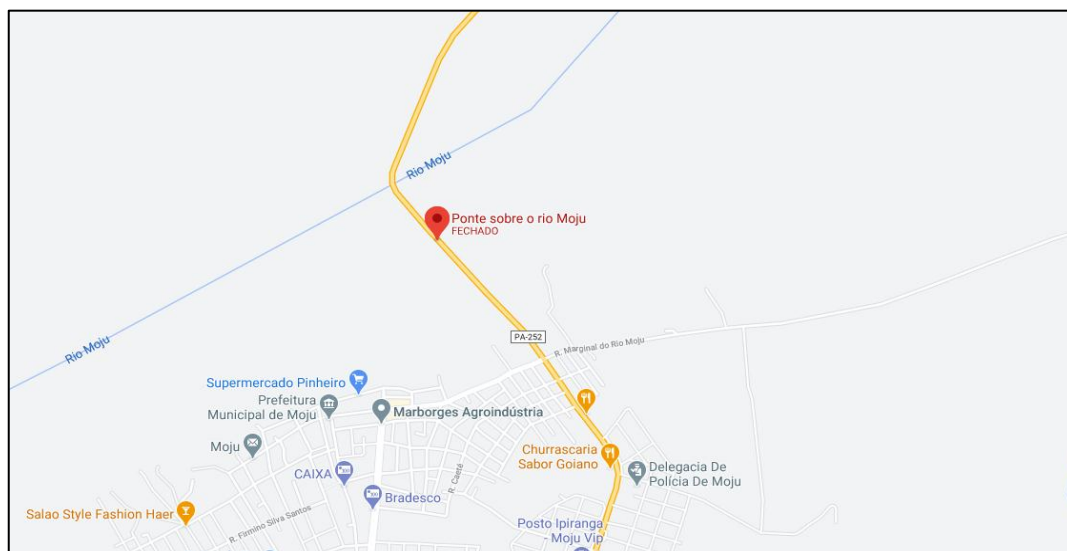 Rio Moju
Ponte sobre o rio Moju
FECHADO
PA-252
Rio Moju
R. Marginal do Rio Moju
Supermercado Pinheiro
Prefeitura
Municipal de Moju
Marborges Agroindústria
Moju
Churrascaria
Sabor Goiano
Delegacia De
Polícia De Moju
CAIXA
R. Caeté
Bradesco
Salao Style Fashion Haer
R. Firmino Silva Santos
Posto Ipiranga
- Moju Vip